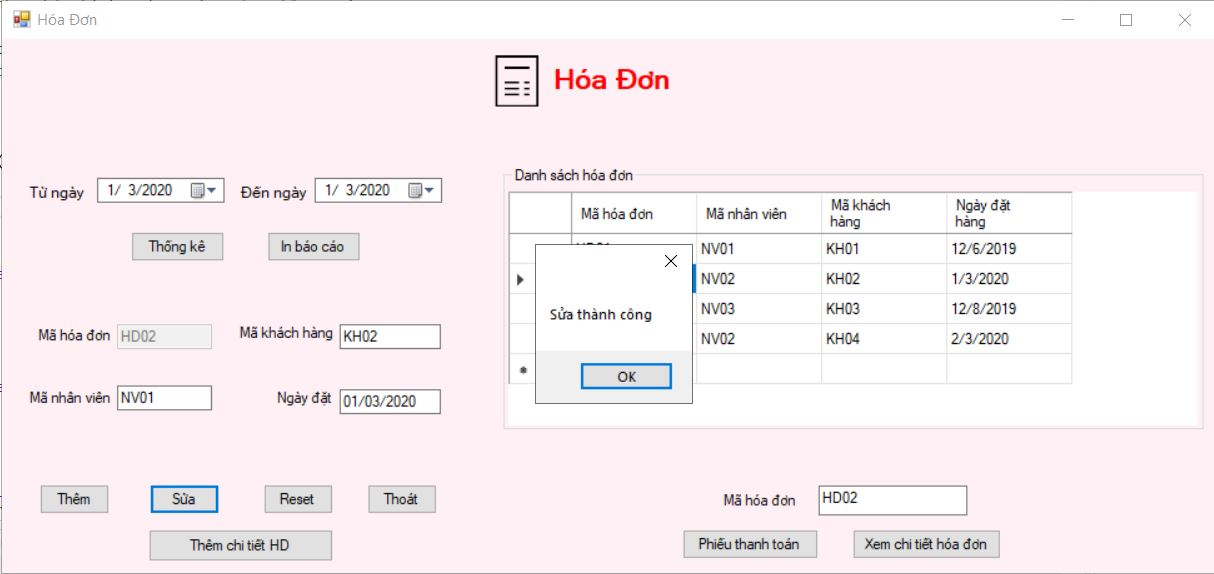 Hóa Đơn
Hóa Đơn
Từ ngày 1/ 3/2020 Đến ngày 1/ 3/2020
Thống kê In báo cáo
Mã hóa đơn HD02 Mã khách hàng KH02
Mã nhân viên NV01 Ngày đặt 01/03/2020
Thêm Sửa Reset Thoát
Thêm chi tiết HD
Danh sách hóa đơn
Mã hóa đơn Mã nhân viên Mã khách hàng Ngày đặt hàng
NV01 KH01 12/6/2019
NV02 KH02 1/3/2020
NV03 KH03 12/8/2019
NV02 KH04 2/3/2020
Sửa thành công
OK
Mã hóa đơn HD02
Phiếu thanh toán Xem chi tiết hóa đơn